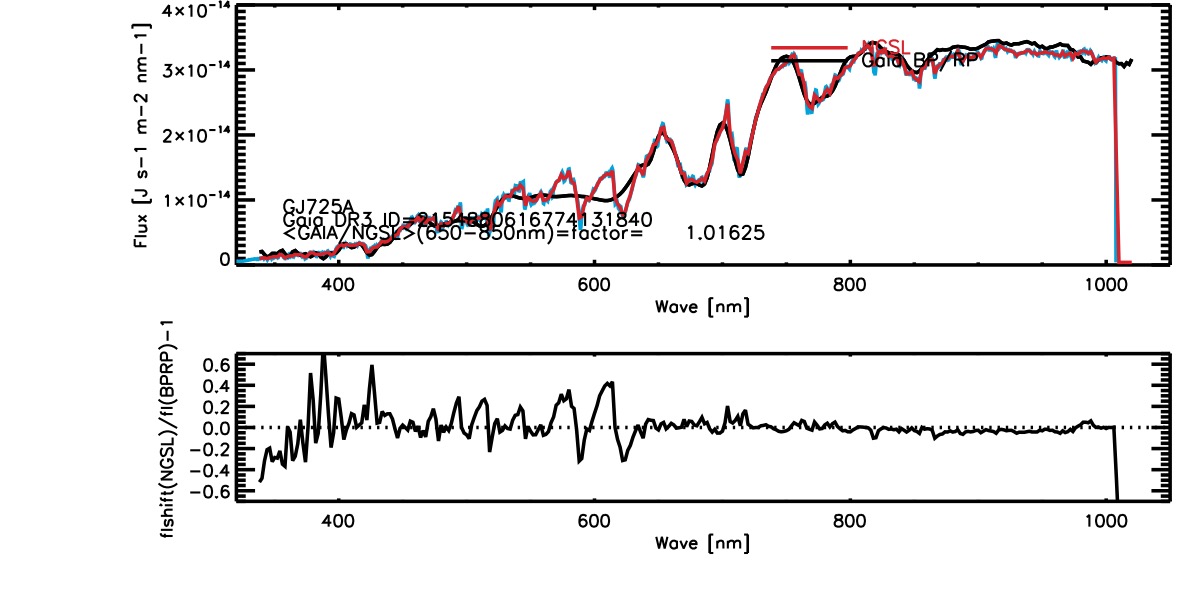 4×10−14
3×10−14
2×10−14
1×10−14
0
Flux [J s−1 m−2 nm−1]
NGSL
Gaia BP/RP
GJ725A
Gaia DR3 ID=
<GAIA/NGSL>(650−850nm)=factor= 1.01625
400 600 800 1000
Wave [nm]
flshift(NGSL)/fl(BPRP)−1
0.6
0.4
0.2
0.0
−0.2
−0.4
−0.6
400 600 800 1000
Wave [nm]